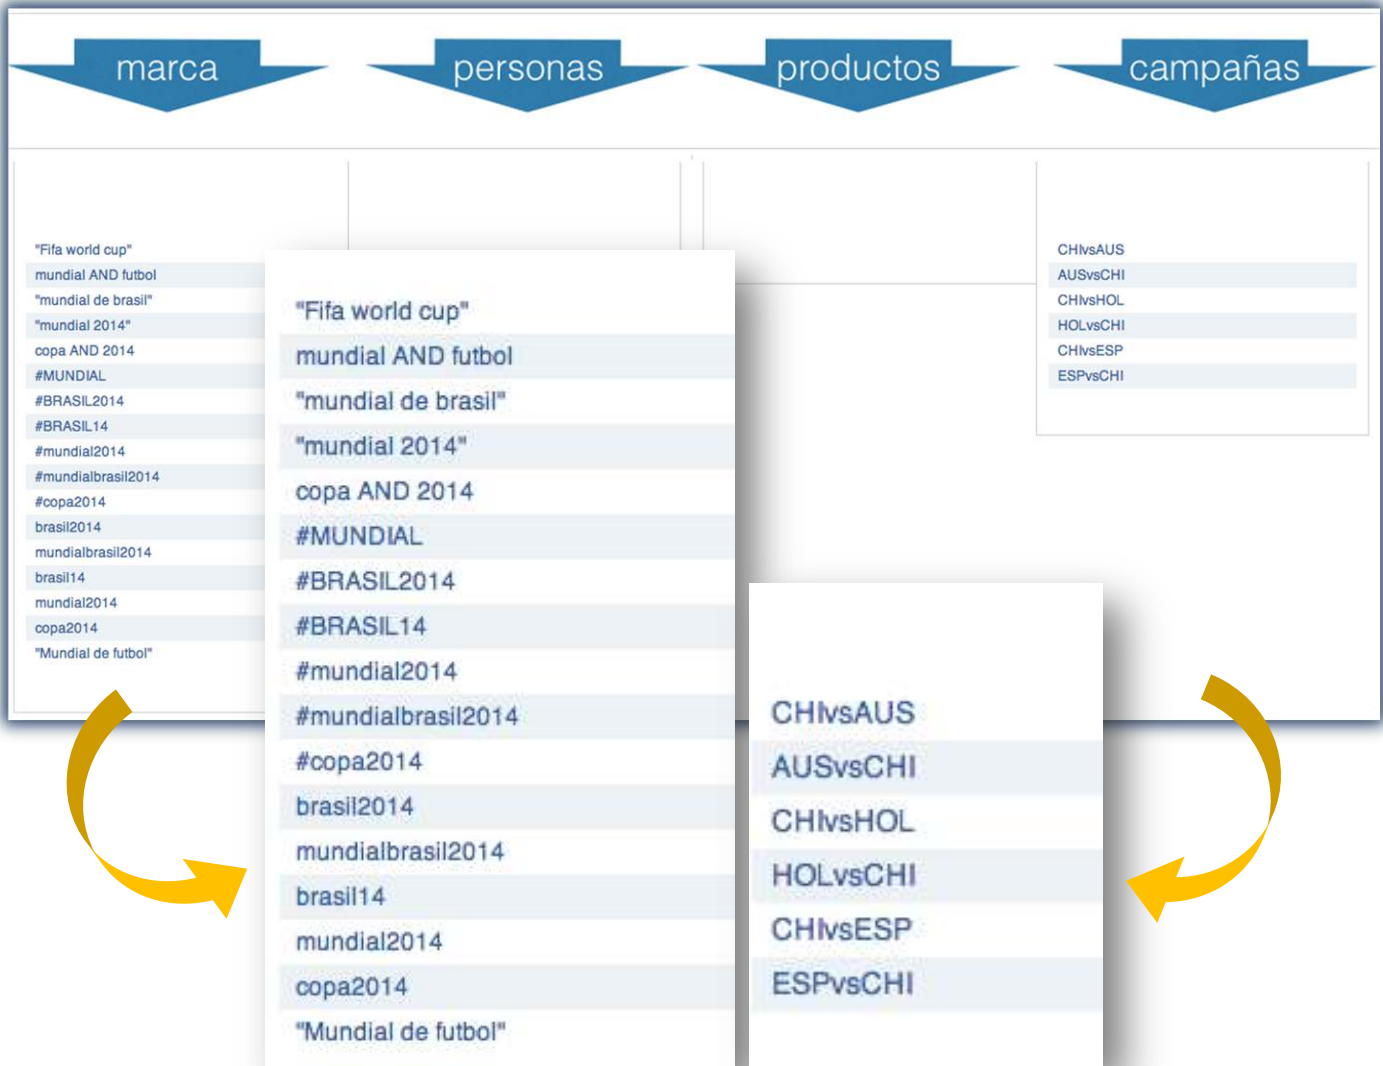 marca
personas
productos
campañas
"Fifa world cup"
mundial AND futbol
"mundial de brasil"
"mundial 2014"
copa AND 2014
#MUNDIAL
#BRASIL2014
#BRASIL14
#mundial2014
#mundialbrasil2014
#copa2014
brasil2014
mundialbrasil2014
brasil14
mundial2014
copa2014
"Mundial de futbol"
CHIvsAUS
AUSvsCHI
CHIvsHOL
HOLvsCHI
CHIvsESP
ESPvsCHI
"Fifa world cup"
mundial AND futbol
"mundial de brasil"
"mundial 2014"
copa AND 2014
#MUNDIAL
#BRASIL2014
#BRASIL14
#mundial2014
#mundialbrasil2014
#copa2014
brasil2014
mundialbrasil2014
brasil14
mundial2014
copa2014
"Mundial de futbol"
CHIvsAUS
AUSvsCHI
CHIvsHOL
HOLvsCHI
CHIvsESP
ESPvsCHI